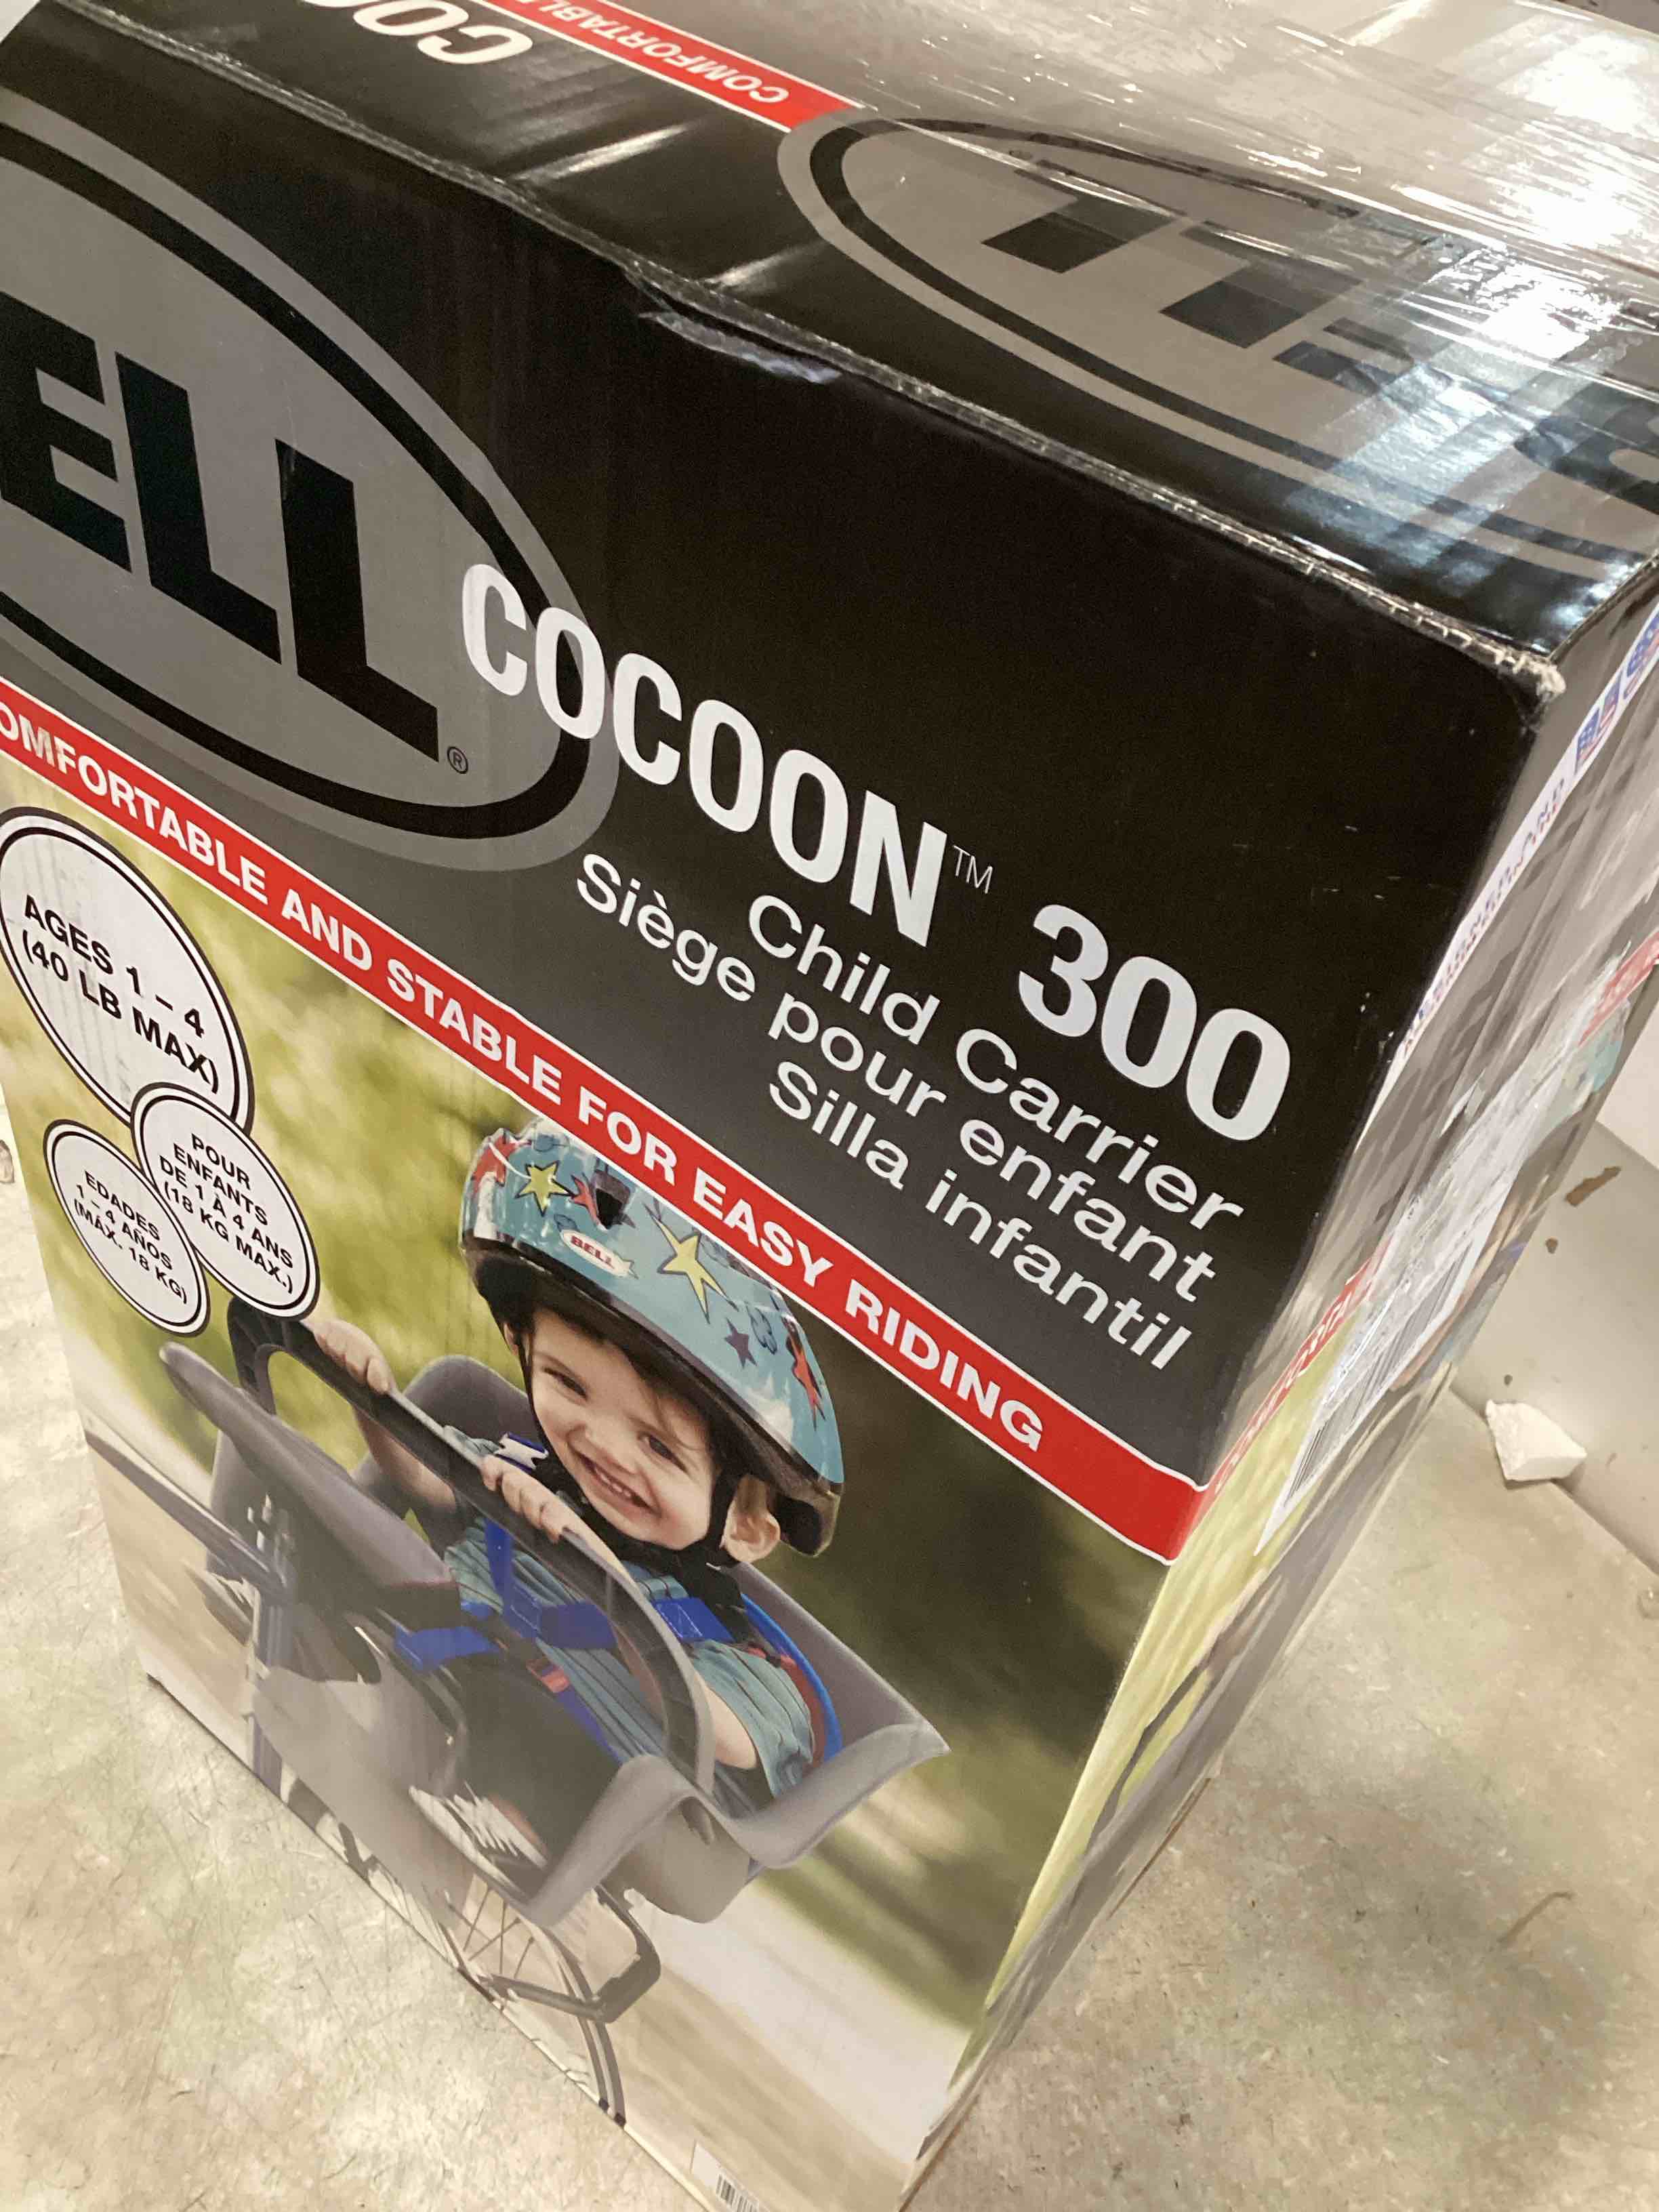 COMFORTABLE
ELL®
COCOON™ 300
Child Carrier
Siège pour enfant
Silla infantil
COMFORTABLE AND STABLE FOR EASY RIDING
AGES 1 – 4
(40 LB MAX)
POUR
ENFANTS
DE 1 À 4 ANS
(18 KG MAX.)
EDADES
1 – 4 AÑOS
(MÁX. 18 KG)
BELL